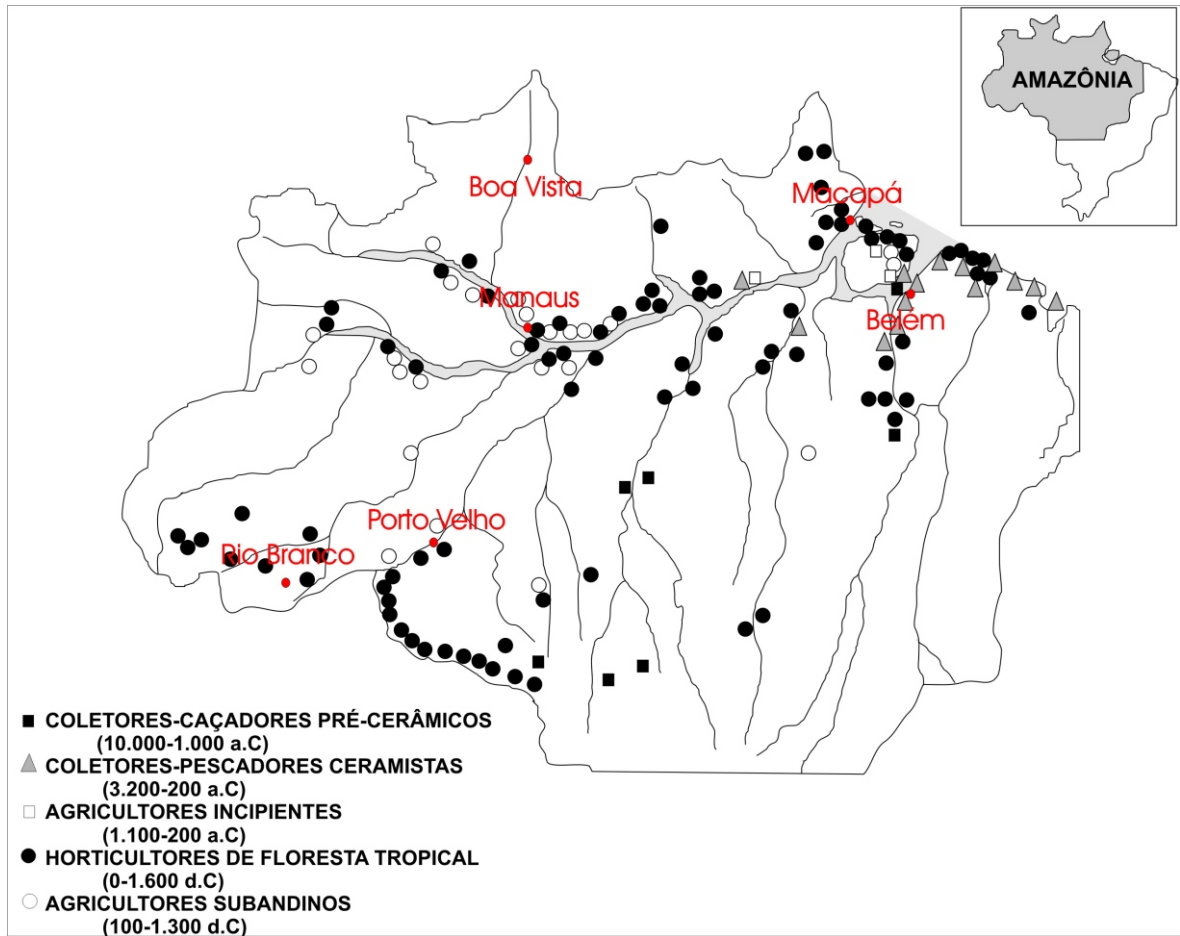 AMAZÔNIA
Boa Vista
Macapá
Manaus
Belém
Porto Velho
Rio Branco
COLETORES-CAÇADORES PRÉ-CERÂMICOS
(10.000-1.000 a.C)
COLETORES-PESCADORES CERAMISTAS
(3.200-200 a.C)
AGRICULTORES INCIPIENTES
(1.100-200 a.C)
HORTICULTORES DE FLORESTA TROPICAL
(0-1.600 d.C)
AGRICULTORES SUBANDINOS
(100-1.300 d.C)